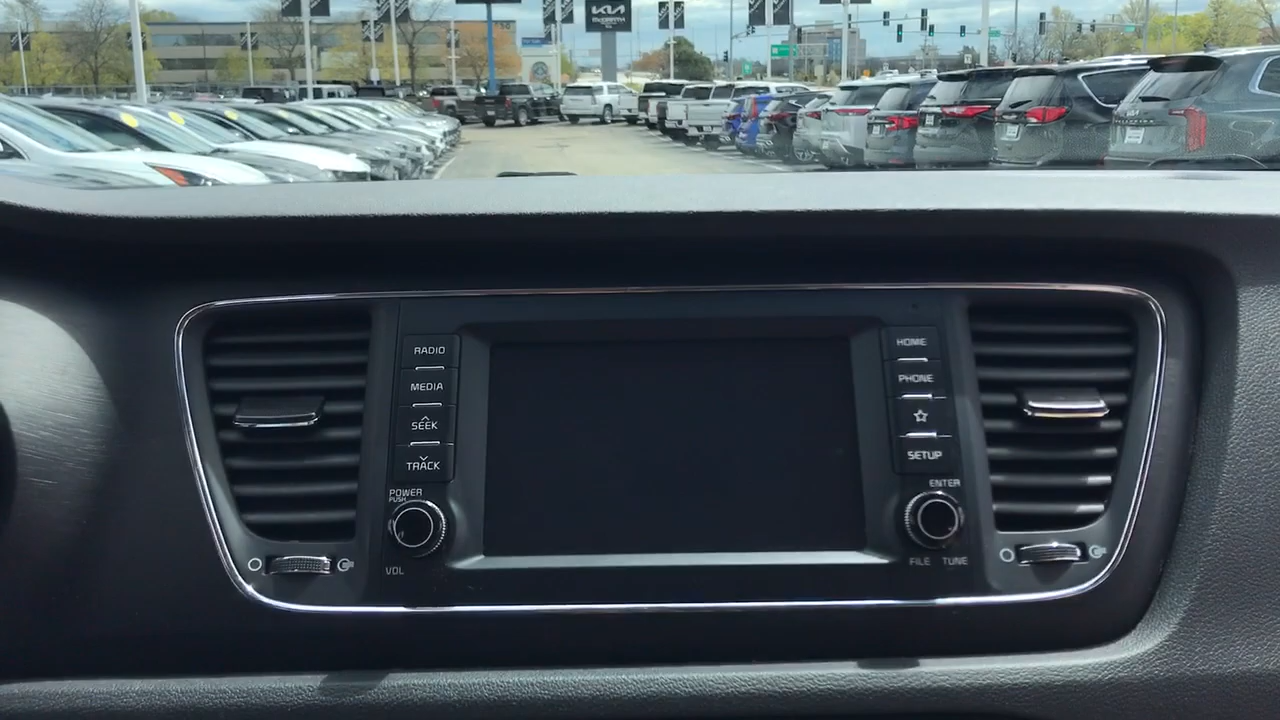 KIA
RADIO
MEDIA
SEEK
TRACK
POWER
PUSH
VOL
HOME
PHONE
SETUP
ENTER
FILE TUNE